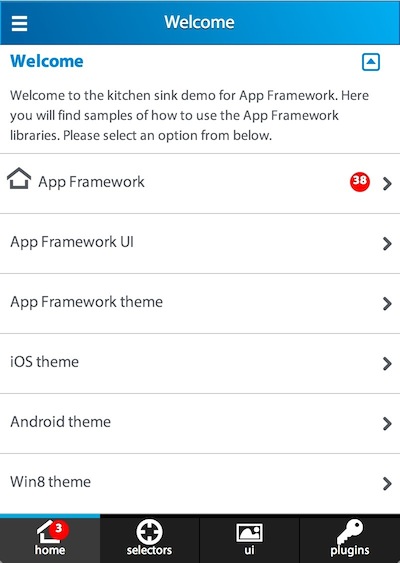 Welcome
Welcome
Welcome to the kitchen sink demo for App Framework. Here
you will find samples of how to use the App Framework
libraries. Please select an option from below.
App Framework 38
App Framework UI
App Framework theme
iOS theme
Android theme
Win8 theme
3
home selectors ui plugins